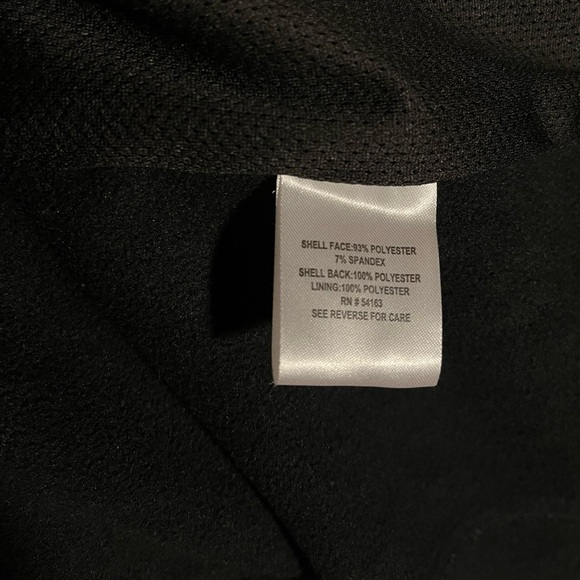 SHELL FACE:93% POLYESTER
7% SPANDEX
SHELL BACK:100% POLYESTER
LINING:100% POLYESTER
RN # 54163
SEE REVERSE FOR CARE